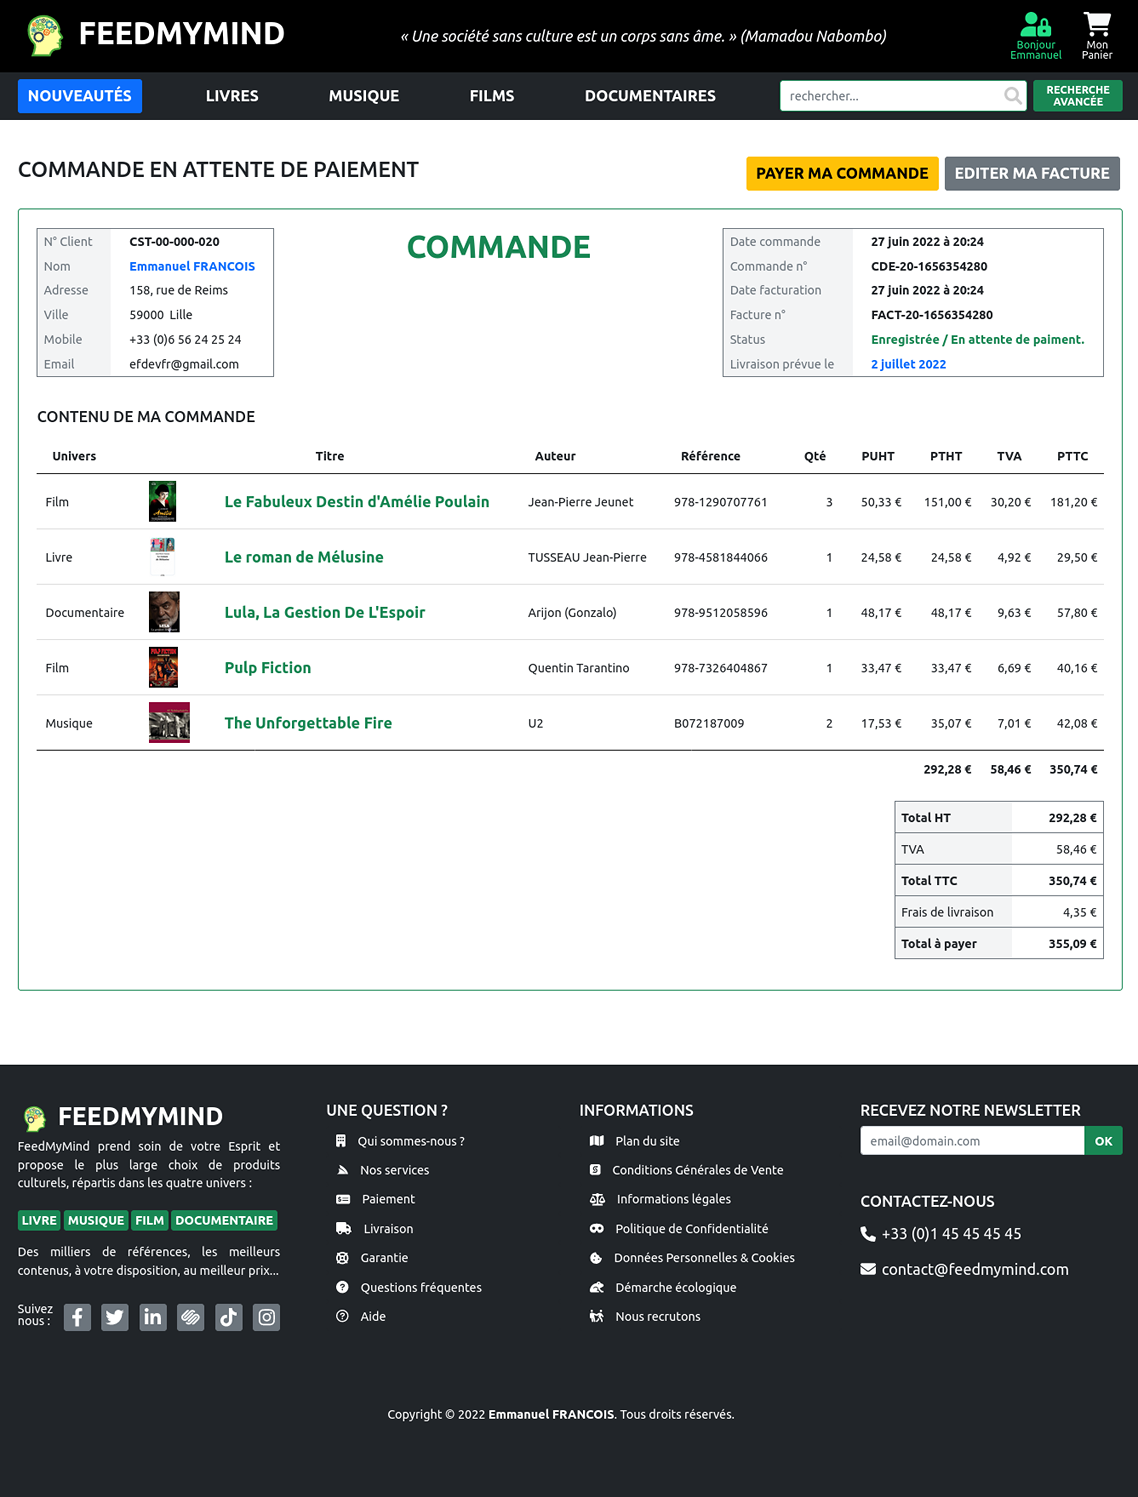 FEEDMYMIND
« Une société sans culture est un corps sans âme. » (Mamadou Nabombo)
Bonjour
Emmanuel
Mon
Panier
NOUVEAUTÉS
LIVRES
MUSIQUE
FILMS
DOCUMENTAIRES
rechercher...
RECHERCHE
AVANCÉE
COMMANDE EN ATTENTE DE PAIEMENT
PAYER MA COMMANDE
EDITER MA FACTURE
N° Client CST-00-000-020
Nom Emmanuel FRANCOIS
Adresse 158, rue de Reims
Ville 59000 Lille
Mobile +33 (0)6 56 24 25 24
Email efdevfr@gmail.com
COMMANDE
Date commande 27 juin 2022 à 20:24
Commande n° CDE-20-1656354280
Date facturation 27 juin 2022 à 20:24
Facture n° FACT-20-1656354280
Status Enregistrée / En attente de paiment.
Livraison prévue le 2 juillet 2022
CONTENU DE MA COMMANDE
Univers Titre Auteur Référence Qté PUHT PTHT TVA PTTC
Film Le Fabuleux Destin d'Amélie Poulain Jean-Pierre Jeunet 978-1290707761 3 50,33 € 151,00 € 30,20 € 181,20 €
Livre Le roman de Mélusine TUSSEAU Jean-Pierre 978-4581844066 1 24,58 € 24,58 € 4,92 € 29,50 €
Documentaire Lula, La Gestion De L'Espoir Arijon (Gonzalo) 978-9512058596 1 48,17 € 48,17 € 9,63 € 57,80 €
Film Pulp Fiction Quentin Tarantino 978-7326404867 1 33,47 € 33,47 € 6,69 € 40,16 €
Musique The Unforgettable Fire U2 B072187009 2 17,53 € 35,07 € 7,01 € 42,08 €
292,28 € 58,46 € 350,74 €
Total HT 292,28 €
TVA 58,46 €
Total TTC 350,74 €
Frais de livraison 4,35 €
Total à payer 355,09 €
FEEDMYMIND
FeedMyMind prend soin de votre Esprit et
propose le plus large choix de produits
culturels, répartis dans les quatre univers :
LIVRE MUSIQUE FILM DOCUMENTAIRE
Des milliers de références, les meilleurs
contenus, à votre disposition, au meilleur prix...
Suivez
nous :
UNE QUESTION ?
Qui sommes-nous ?
Nos services
Paiement
Livraison
Garantie
Questions fréquentes
Aide
INFORMATIONS
Plan du site
Conditions Générales de Vente
Informations légales
Politique de Confidentialité
Données Personnelles & Cookies
Démarche écologique
Nous recrutons
RECEVEZ NOTRE NEWSLETTER
email@domain.com OK
CONTACTEZ-NOUS
+33 (0)1 45 45 45 45
contact@feedmymind.com
Copyright © 2022 Emmanuel FRANCOIS. Tous droits réservés.